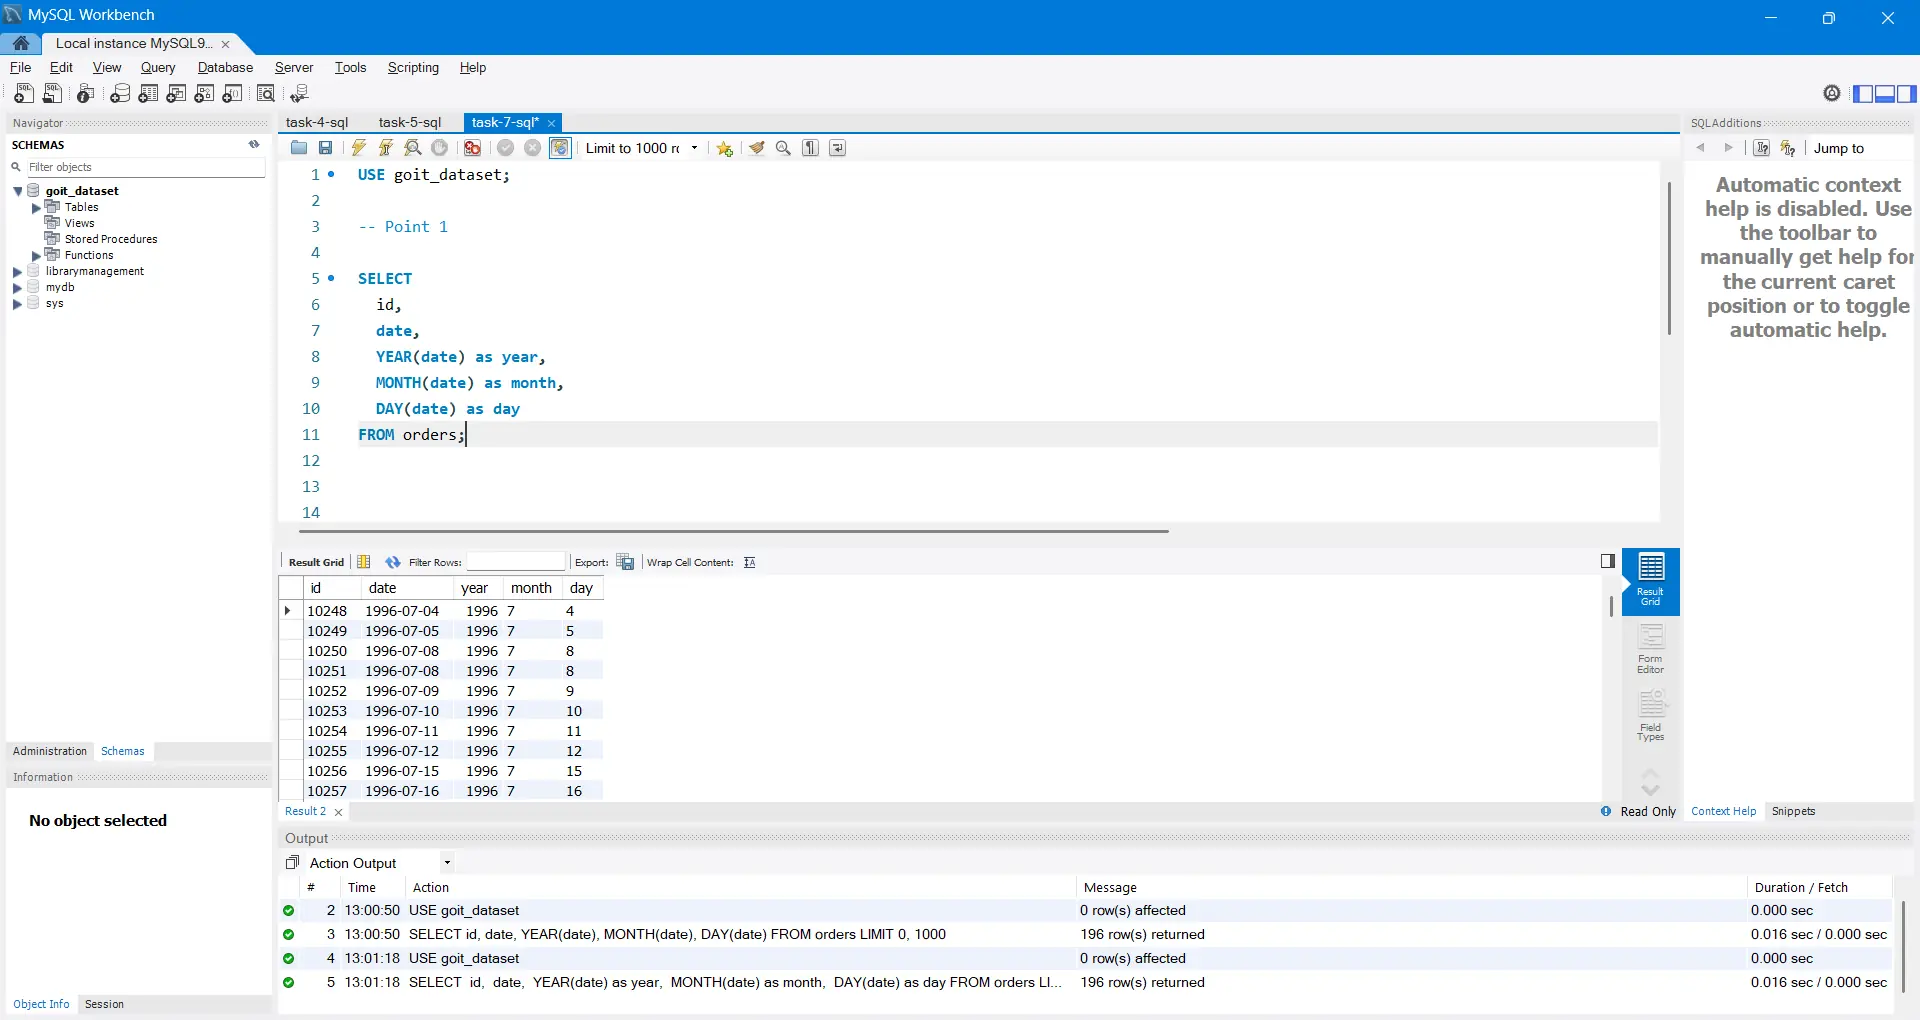 MySQL Workbench
Local instance MySQL9...
File Edit View Query Database Server Tools Scripting Help
Navigator
SCHEMAS
Filter objects
goit_dataset
Tables
Views
Stored Procedures
Functions
librarymanagement
mydb
sys
Administration Schemas
Information
No object selected
Object Info Session
task-4-sql task-5-sql task-7-sql*
Limit to 1000 rc
1 USE goit_dataset;
2
3 -- Point 1
4
5 SELECT
6 id,
7 date,
8 YEAR(date) as year,
9 MONTH(date) as month,
10 DAY(date) as day
11 FROM orders;
12
13
14
Result Grid Filter Rows: Export: Wrap Cell Content:
id date year month day
10248 1996-07-04 1996 7 4
10249 1996-07-05 1996 7 5
10250 1996-07-08 1996 7 8
10251 1996-07-08 1996 7 8
10252 1996-07-09 1996 7 9
10253 1996-07-10 1996 7 10
10254 1996-07-11 1996 7 11
10255 1996-07-12 1996 7 12
10256 1996-07-15 1996 7 15
10257 1996-07-16 1996 7 16
Result Grid
Form Editor
Field Types
Result 2
Read Only
SQLAdditions
Jump to
Automatic context
help is disabled. Use
the toolbar to
manually get help for
the current caret
position or to toggle
automatic help.
Context Help Snippets
Output
Action Output
# Time Action Message Duration / Fetch
2 13:00:50 USE goit_dataset 0 row(s) affected 0.000 sec
3 13:00:50 SELECT id, date, YEAR(date), MONTH(date), DAY(date) FROM orders LIMIT 0, 1000 196 row(s) returned 0.016 sec / 0.000 sec
4 13:01:18 USE goit_dataset 0 row(s) affected 0.000 sec
5 13:01:18 SELECT id, date, YEAR(date) as year, MONTH(date) as month, DAY(date) as day FROM orders LI... 196 row(s) returned 0.016 sec / 0.000 sec